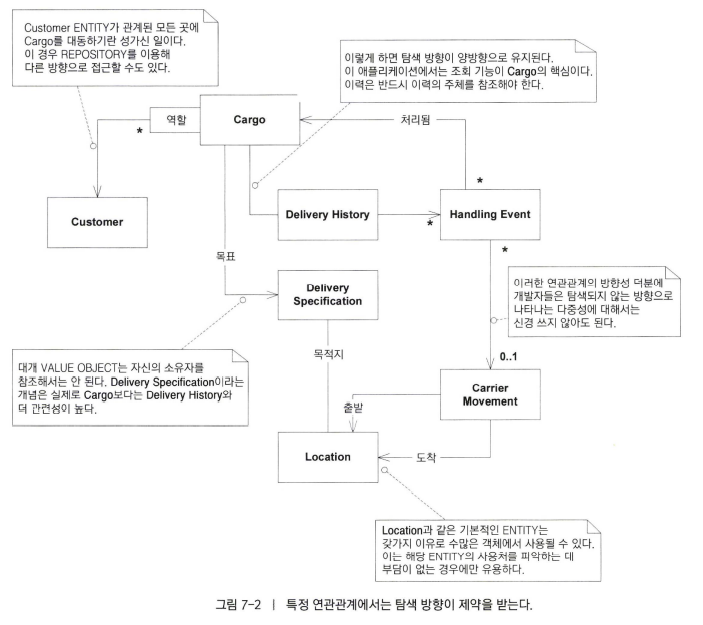 Customer ENTITY가 관계된 모든 곳에
Cargo를 대동하기란 성가신 일이다.
이 경우 REPOSITORY를 이용해
다른 방향으로 접근할 수도 있다.
이렇게 하면 탐색 방향이 양방향으로 유지된다.
이 애플리케이션에서는 조회 기능이 Cargo의 핵심이다.
이력은 반드시 이력의 주체를 참조해야 한다.
역할
Cargo
처리됨
*
*
Customer
Delivery History
*
Handling Event
*
목표
Delivery
Specification
이러한 연관관계의 방향성 덕분에
개발자들은 탐색되지 않는 방향으로
나타나는 다중성에 대해서는
신경 쓰지 않아도 된다.
대개 VALUE OBJECT는 자신의 소유자를
참조해서는 안 된다. Delivery Specification이라는
개념은 실제로 Cargo보다는 Delivery History와
더 관련성이 높다.
목적지
0..1
Carrier
Movement
출발
Location
도착
Location과 같은 기본적인 ENTITY는
갖가지 이유로 수많은 객체에서 사용될 수 있다.
이는 해당 ENTITY의 사용처를 파악하는 데
부담이 없는 경우에만 유용하다.
그림 7-2 | 특정 연관관계에서는 탐색 방향이 제약을 받는다.